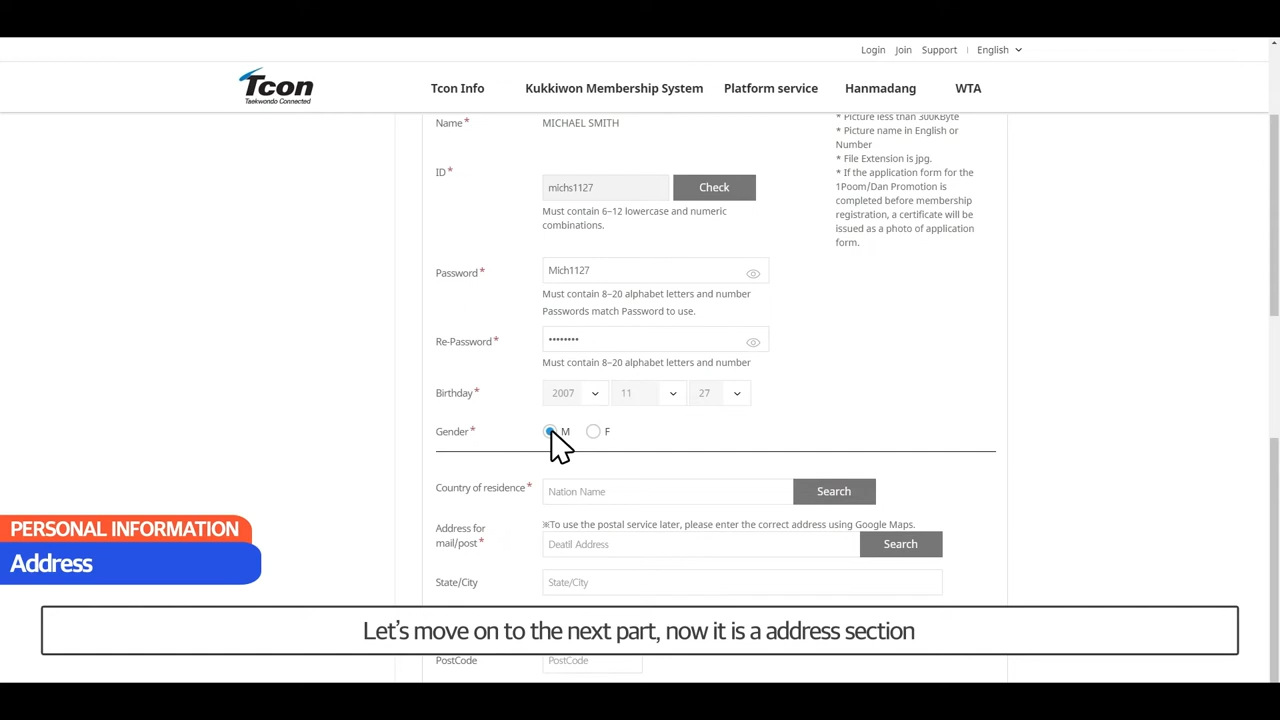 Login Join Support | English
Tcon
Taekwondo Connected
Tcon Info Kukkiwon Membership System Platform service Hanmadang WTA
Name* MICHAEL SMITH
* Picture less than 300KByte
* Picture name in English or
Number
* File Extension is jpg.
* If the application form for the
1Poom/Dan Promotion is
completed before membership
registration, a certificate will be
issued as a photo of application
form.
ID* michs1127 Check
Must contain 6–12 lowercase and numeric
combinations.
Password* Mich1127
Must contain 8–20 alphabet letters and number
Passwords match Password to use.
Re-Password* ••••••••
Must contain 8–20 alphabet letters and number
Birthday* 2007 11 27
Gender* M F
Country of residence* Nation Name Search
※To use the postal service later, please enter the correct address using Google Maps.
Address for
mail/post* Deatil Address Search
State/City State/City
PERSONAL INFORMATION
Address
Let's move on to the next part, now it is a address section
PostCode PostCode